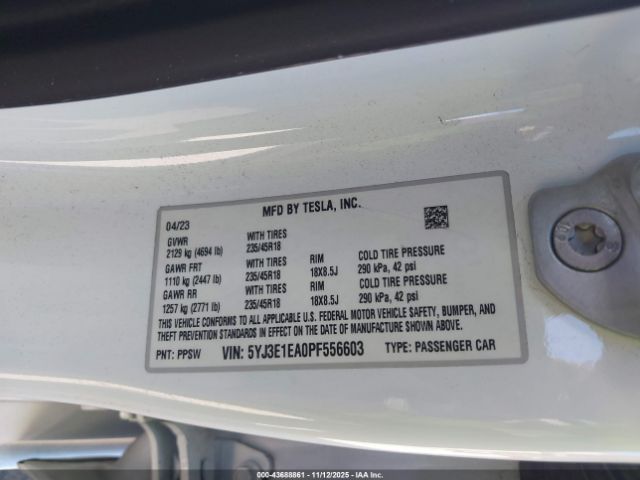 MFD BY TESLA, INC.
04/23
GVWR WITH TIRES
2129 kg (4694 lb) 235/45R18
GAWR FRT WITH TIRES RIM COLD TIRE PRESSURE
1110 kg (2447 lb) 235/45R18 18X8.5J 290 kPa, 42 psi
GAWR RR WITH TIRES RIM COLD TIRE PRESSURE
1257 kg (2771 lb) 235/45R18 18X8.5J 290 kPa, 42 psi
THIS VEHICLE CONFORMS TO ALL APPLICABLE U.S. FEDERAL MOTOR VEHICLE SAFETY, BUMPER, AND
THEFT PREVENTION STANDARDS IN EFFECT ON THE DATE OF MANUFACTURE SHOWN ABOVE.
PNT: PPSW VIN: 5YJ3E1EA0PF556603 TYPE: PASSENGER CAR
00-43688861 - 11/12/2025 - IAA Inc.